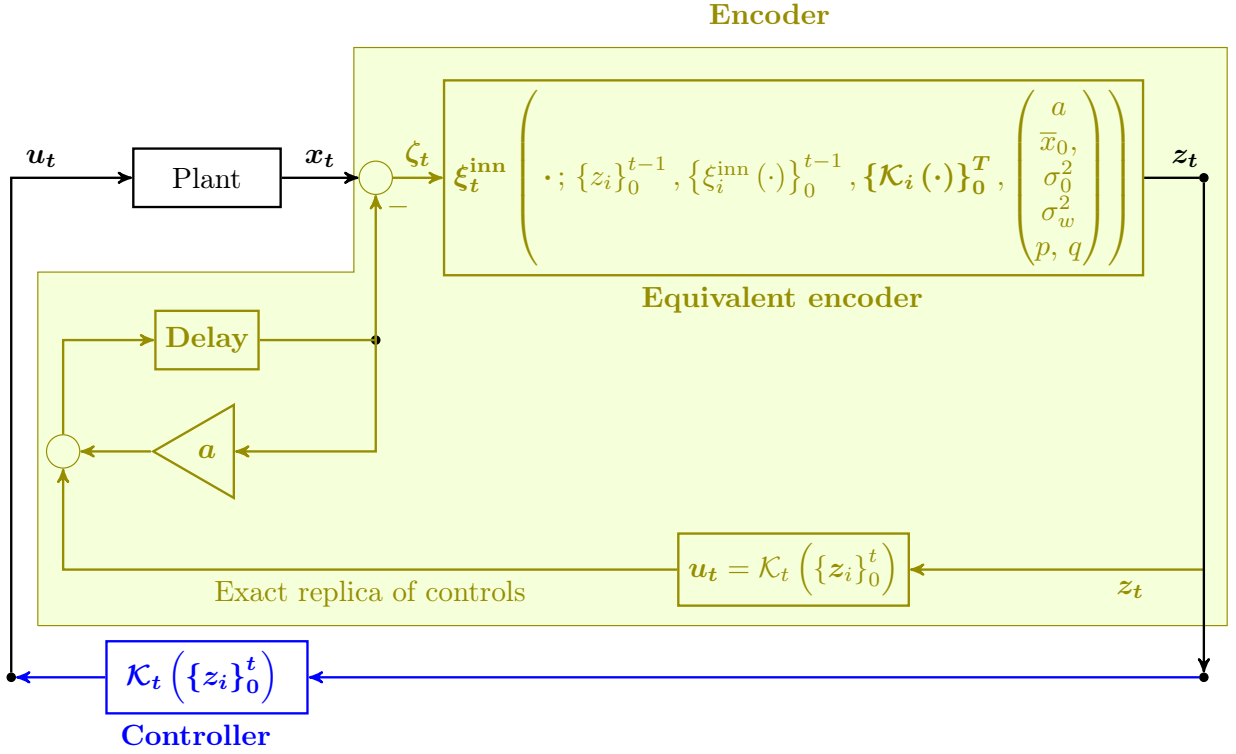 Encoder
u_t
Plant
x_t
ζ_t
−
ξ_t^inn ( · ; {z_i}_0^{t−1} , {ξ_i^inn (·)}_0^{t−1} , {𝒦_i (·)}_0^T , ( a
x̅_0,
σ_0^2
σ_w^2
p, q ) )
z_t
Equivalent encoder
Delay
a
u_t = 𝒦_t ({z_i}_0^t)
z_t
Exact replica of controls
𝒦_t ({z_i}_0^t)
Controller